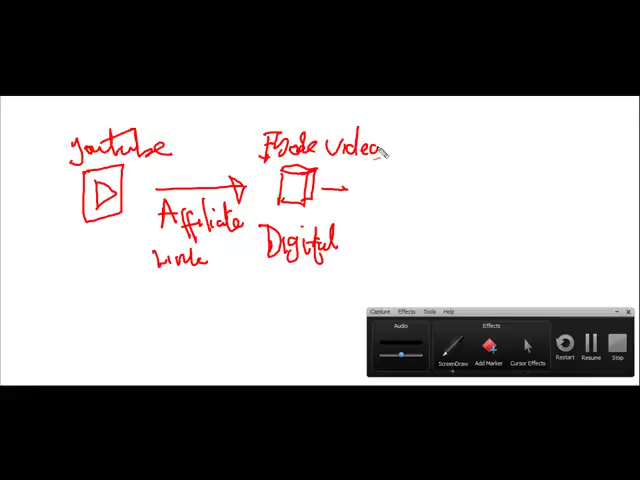 youtube
video
Affiliate
Link
Digital
Capture Effects Tools Help
Audio
Effects
ScreenDraw
Add Marker
Cursor Effects
Restart
Resume
Stop